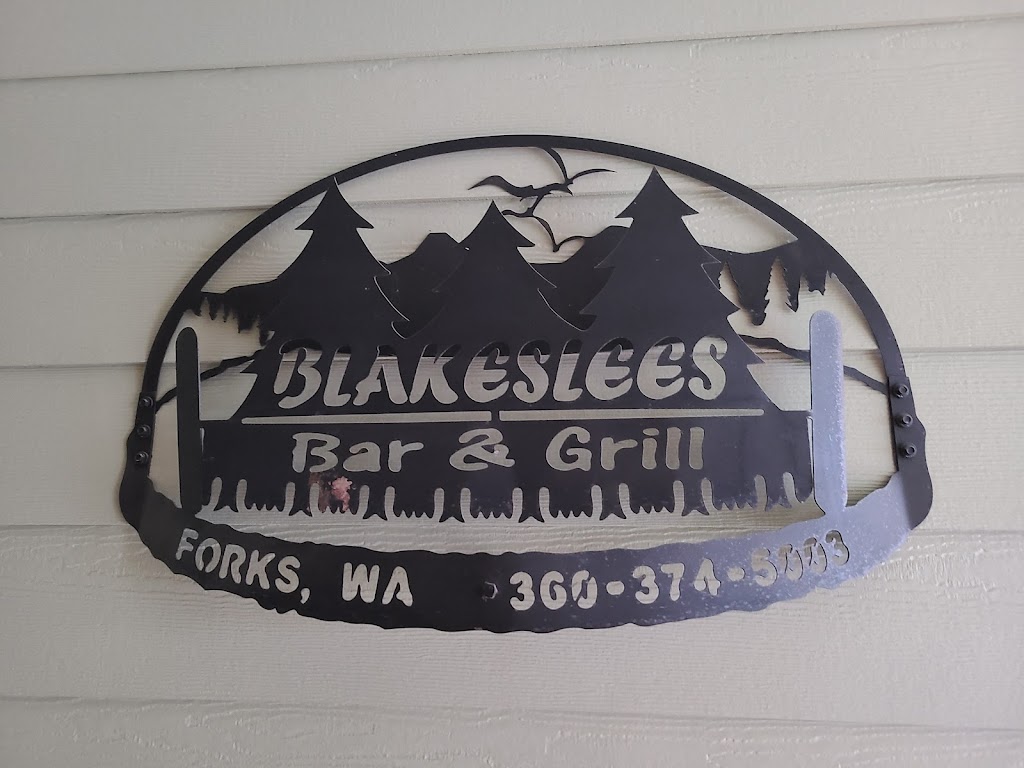 BLAKESLEES
Bar & Grill
FORKS, WA 360-374-5003